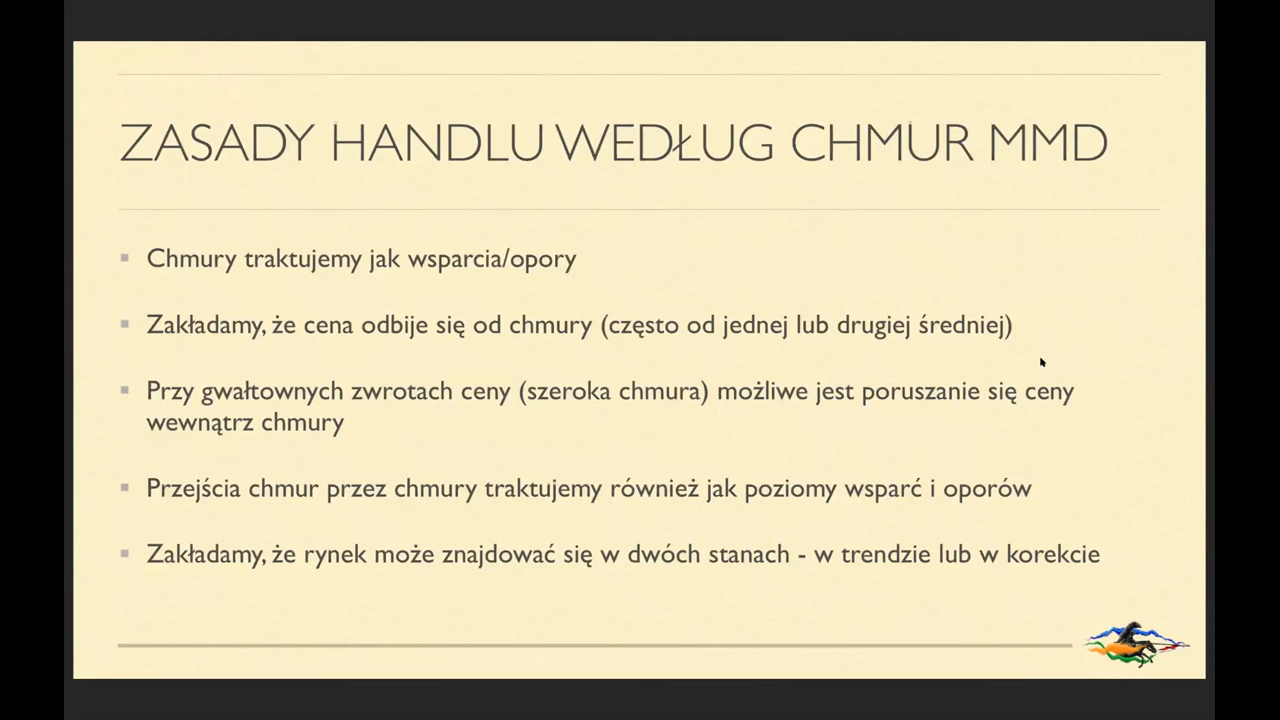 ZASADY HANDLU WEDŁUG CHMUR MMD
Chmury traktujemy jak wsparcia/opory
Zakładamy, że cena odbije się od chmury (często od jednej lub drugiej średniej)
Przy gwałtownych zwrotach ceny (szeroka chmura) możliwe jest poruszanie się ceny
wewnątrz chmury
Przejścia chmur przez chmury traktujemy również jak poziomy wsparć i oporów
Zakładamy, że rynek może znajdować się w dwóch stanach - w trendzie lub w korekcie